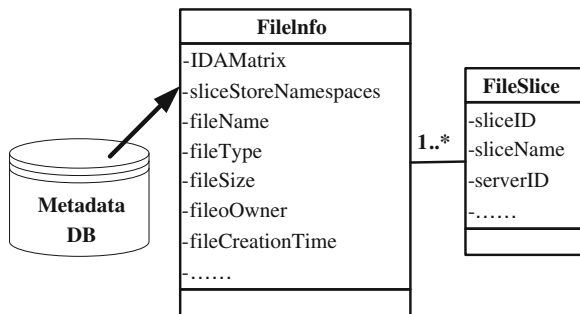 FileInfo
-IDAMatrix
-sliceStoreNamespaces
-fileName
-fileType
-fileSize
-fileoOwner
-fileCreationTime
-……
1..*
FileSlice
-sliceID
-sliceName
-serverID
-……
Metadata
DB